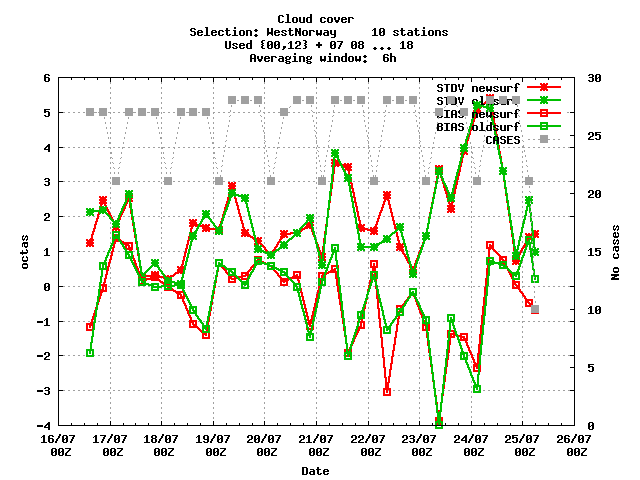 Cloud cover
Selection: WestNorway 10 stations
Used {00,12} + 07 08 ... 18
Averaging window: 6h
6
5
4
3
2
1
0
-1
-2
-3
-4
octas
30
25
20
15
10
5
0
No cases
STDV newsurf
STDV oldsurf
BIAS newsurf
BIAS oldsurf
CASES
16/07 17/07 18/07 19/07 20/07 21/07 22/07 23/07 24/07 25/07 26/07
00Z 00Z 00Z 00Z 00Z 00Z 00Z 00Z 00Z 00Z 00Z
Date